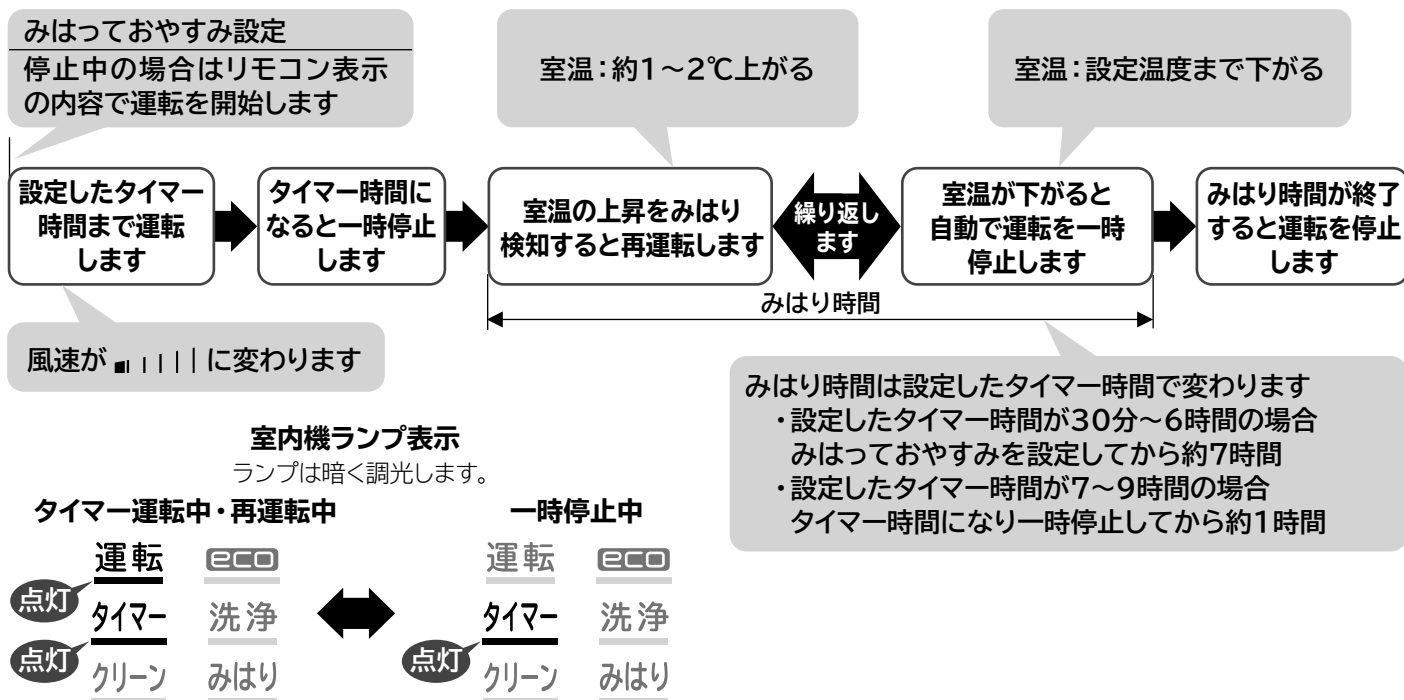 みはっておやすみ設定
停止中の場合はリモコン表示
の内容で運転を開始します
室温：約1～2℃上がる
室温：設定温度まで下がる
設定したタイマー
時間まで運転
します
タイマー時間に
なると一時停止
します
室温の上昇をみはり
検知すると再運転します
繰り返し
ます
室温が下がると
自動で運転を一時
停止します
みはり時間が終了
すると運転を停止
します
みはり時間
風速が に変わります
みはり時間は設定したタイマー時間で変わります
・設定したタイマー時間が30分～6時間の場合
みはっておやすみを設定してから約7時間
・設定したタイマー時間が7～9時間の場合
タイマー時間になり一時停止してから約1時間
室内機ランプ表示
ランプは暗く調光します。
タイマー運転中・再運転中
運転 eco
点灯
タイマー 洗浄
点灯
クリーン みはり
一時停止中
運転 eco
タイマー 洗浄
点灯
クリーン みはり